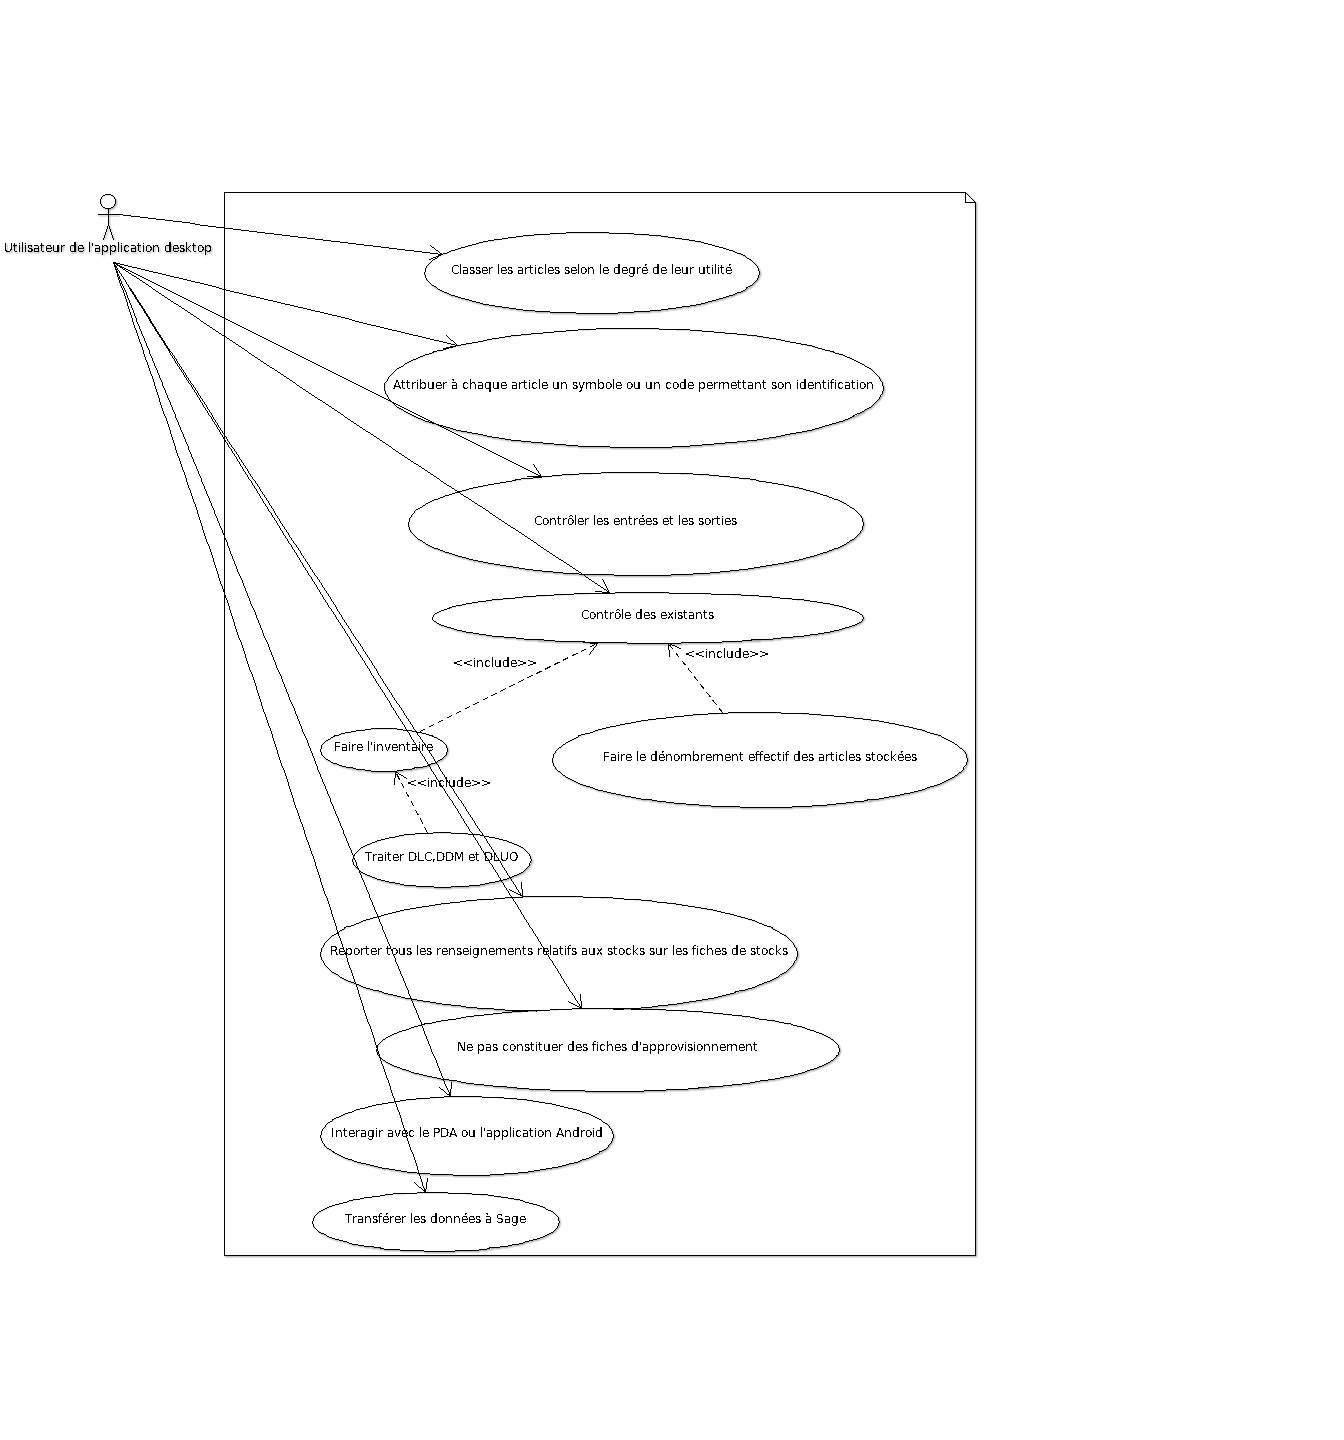 Utilisateur de l'application desktop
Classer les articles selon le degré de leur utilité
Attribuer à chaque article un symbole ou un code permettant son identification
Contrôler les entrées et les sorties
Contrôle des existants
<<include>>
<<include>>
Faire l'inventaire
Faire le dénombrement effectif des articles stockées
<<include>>
Traiter DLC,DDM et DLUO
Reporter tous les renseignements relatifs aux stocks sur les fiches de stocks
Ne pas constituer des fiches d'approvisionnement
Interagir avec le PDA ou l'application Android
Transférer les données à Sage